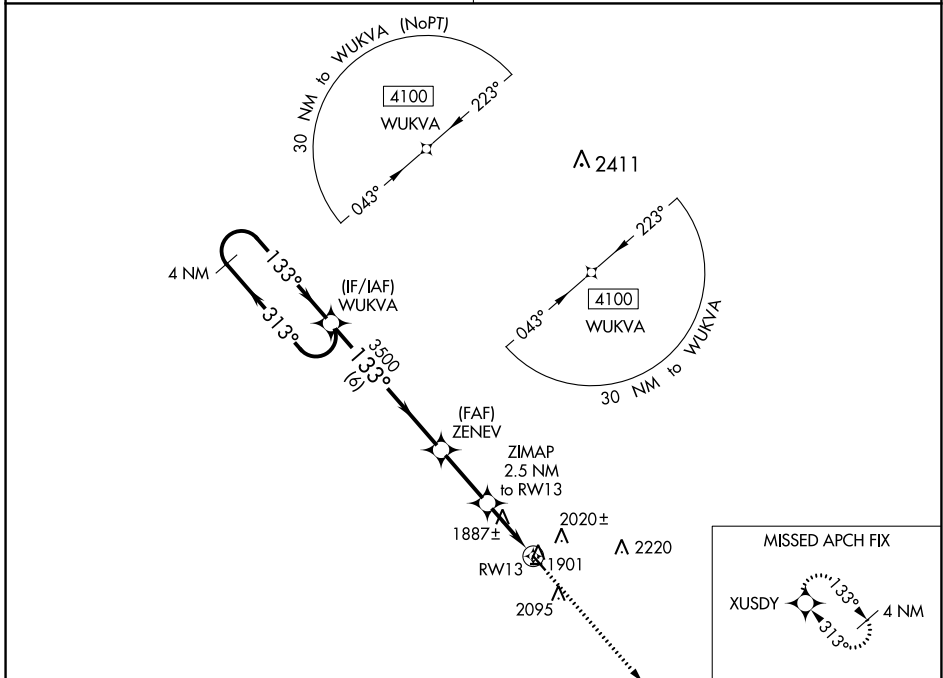 30 NM to WUKVA (NoPT)
4100
WUKVA
223°
043°
2411
223°
4100
WUKVA
043°
30 NM to WUKVA
4 NM
133°
313°
(IF/IAF)
WUKVA
3500
133°
(6)
(FAF)
ZENEV
ZIMAP
2.5 NM
to RW13
1887±
2020±
2220
RW13
1901
2095
MISSED APCH FIX
XUSDY
133°
4 NM
313°